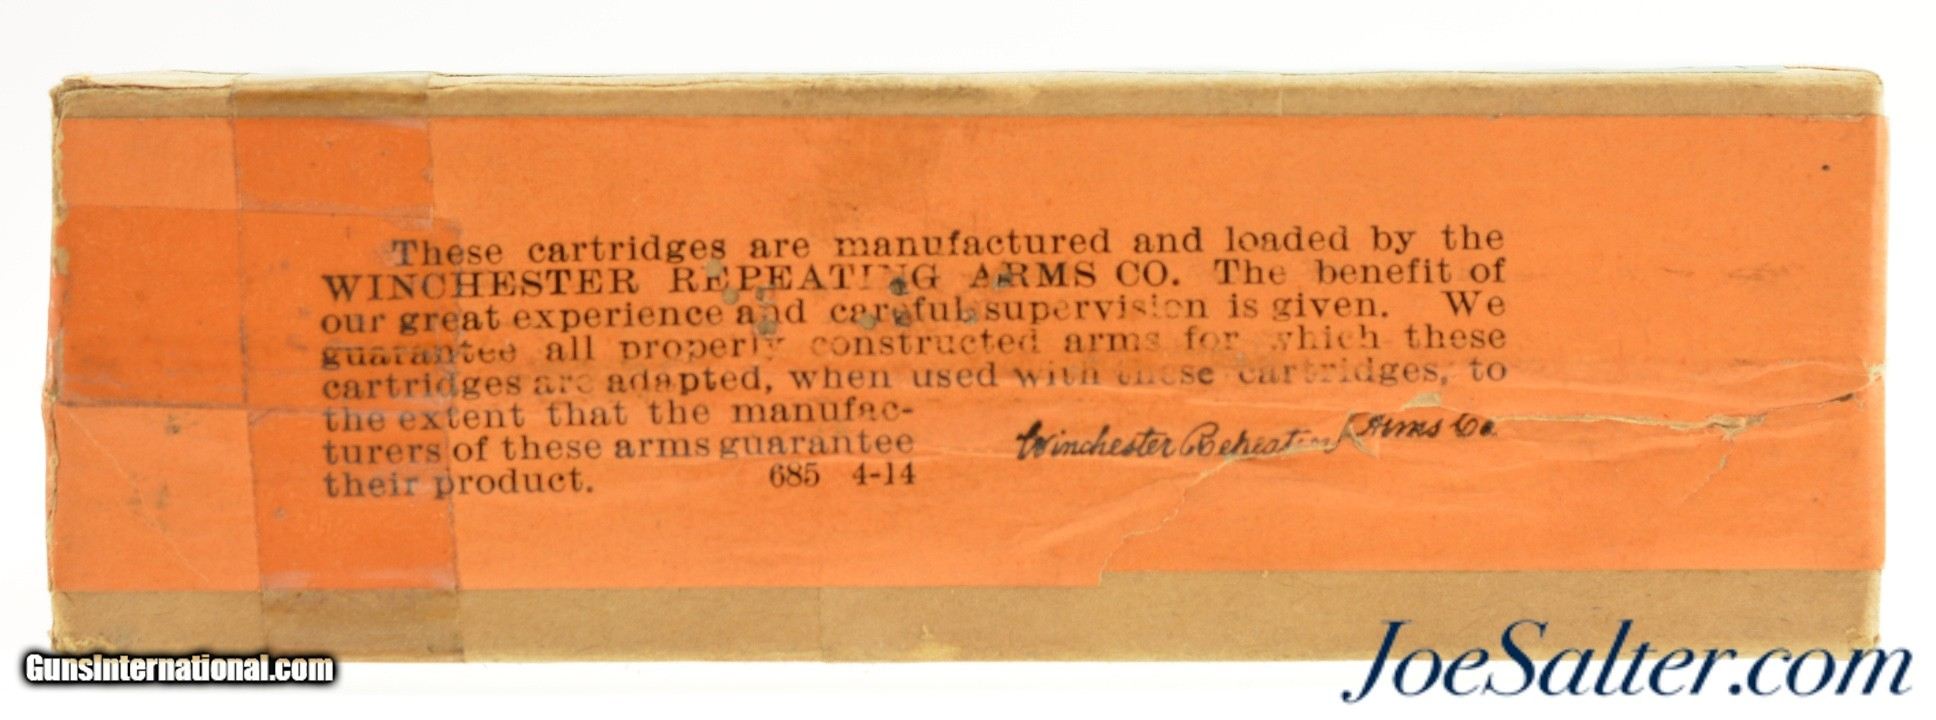 These cartridges are manufactured and loaded by the
WINCHESTER REPEATING ARMS CO. The benefit of
our great experience and careful supervision is given. We
guarantee all properly constructed arms for which these
cartridges are adapted, when used with these cartridges, to
the extent that the manufac-
turers of these arms guarantee
their product. 685 4-14
Winchester Repeating Arms Co.
GunsInternational.com
JoeSalter.com